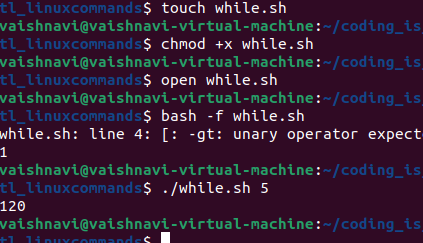 tl_linuxcommands$ touch while.sh
vaishnavi@vaishnavi-virtual-machine:~/coding_is_
tl_linuxcommands$ chmod +x while.sh
vaishnavi@vaishnavi-virtual-machine:~/coding_is_
tl_linuxcommands$ open while.sh
vaishnavi@vaishnavi-virtual-machine:~/coding_is_
tl_linuxcommands$ bash -f while.sh
while.sh: line 4: [: -gt: unary operator expect
1
vaishnavi@vaishnavi-virtual-machine:~/coding_is_
tl_linuxcommands$ ./while.sh 5
120
vaishnavi@vaishnavi-virtual-machine:~/coding_is_
tl_linuxcommands$